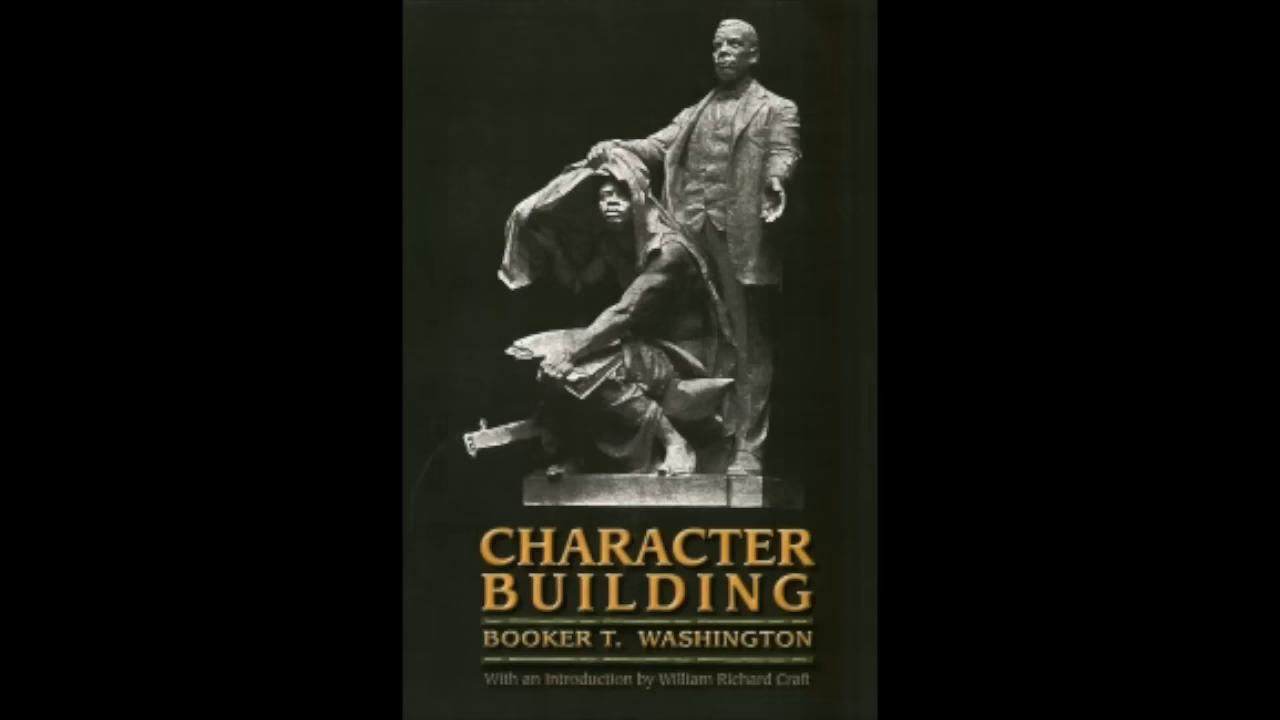 CHARACTER
BUILDING
BOOKER T. WASHINGTON
With an Introduction by William Richard Craft